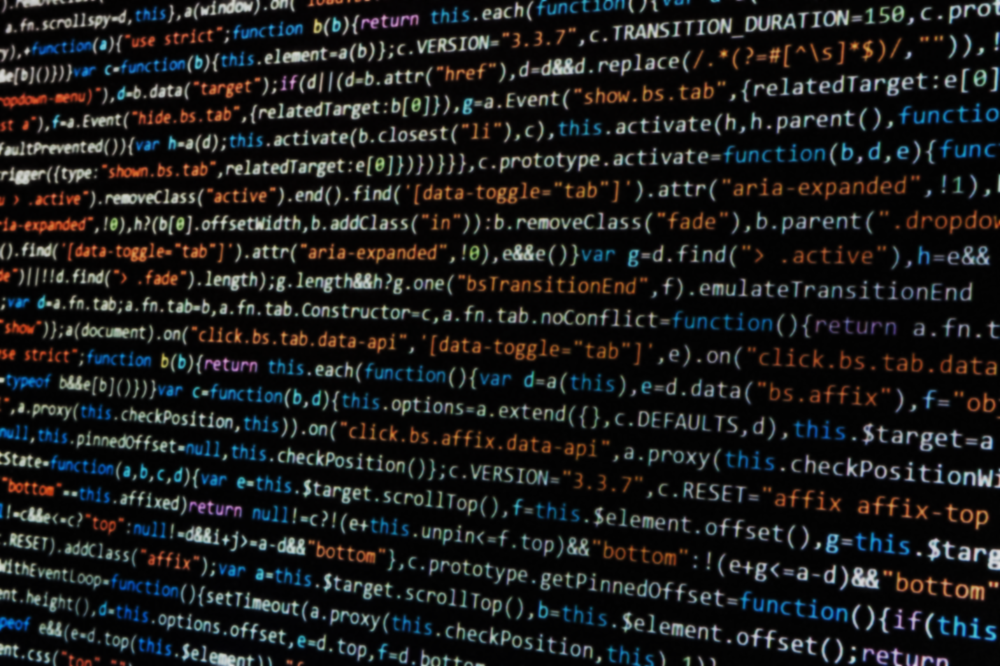 a.fn.scrollspy=d,this},a(window).on(
y),+function(a){"use strict";function b(b){return this.each(function(){var
e[b]()})}var c=function(b){this.element=a(b)};c.VERSION="3.3.7",c.TRANSITION_DURATION=150,c.prot
ropdown-menu)"),d=b.data("target");if(d||(d=b.attr("href"),d=d&&d.replace(/.*(?=#[^\s]*$)/,"")),!
st a"),f=a.Event("hide.bs.tab",{relatedTarget:b[0]}),g=a.Event("show.bs.tab",{relatedTarget:e[0]
faultPrevented()){var h=a(d);this.activate(b.closest("li"),c),this.activate(h,h.parent(),functio
rigger({type:"shown.bs.tab",relatedTarget:e[0]})})}}},c.prototype.activate=function(b,d,e){func
u > .active").removeClass("active").end().find('[data-toggle="tab"]').attr("aria-expanded",!1),
ria-expanded",!0),h?(b[0].offsetWidth,b.addClass("in")):b.removeClass("fade"),b.parent(".dropdow
().find('[data-toggle="tab"]').attr("aria-expanded",!0),e&&e()}var g=d.find("> .active"),h=e&&
de")||!!d.find("> .fade").length);g.length&&h?g.one("bsTransitionEnd",f).emulateTransitionEnd
;var d=a.fn.tab;a.fn.tab=b,a.fn.tab.Constructor=c,a.fn.tab.noConflict=function(){return a.fn.t
"show")};a(document).on("click.bs.tab.data-api",'[data-toggle="tab"]',e).on("click.bs.tab.data
se strict";function b(b){return this.each(function(){var d=a(this),e=d.data("bs.affix"),f="ob
=typeof b&&e[b]()})}var c=function(b,d){this.options=a.extend({},c.DEFAULTS,d),this.$target=a
",a.proxy(this.checkPosition,this)).on("click.bs.affix.data-api",a.proxy(this.checkPositionWi
null,this.pinnedOffset=null,this.checkPosition()};c.VERSION="3.3.7",c.RESET="affix affix-top
tState=function(a,b,c,d){var e=this.$target.scrollTop(),f=this.$element.offset(),g=this.$targ
"bottom"==this.affixed)return null!=c?!(e+this.unpin<=f.top)&&"bottom":!(e+g<=a-d)&&"bottom"
l!=c&&e<=c?"top":null!=d&&i+j>=a-d&&"bottom"},c.prototype.getPinnedOffset=function(){if(this
.RESET).addClass("affix");var a=this.$target.scrollTop(),b=this.$element.offset();return
WithEventLoop=function(){setTimeout(a.proxy(this.checkPosition,this),1)}
ent.height(),d=this.options.offset,e=d.top,f=d.bottom
peof e&&(e=d.top(this.$element)),
ent.css("top","")